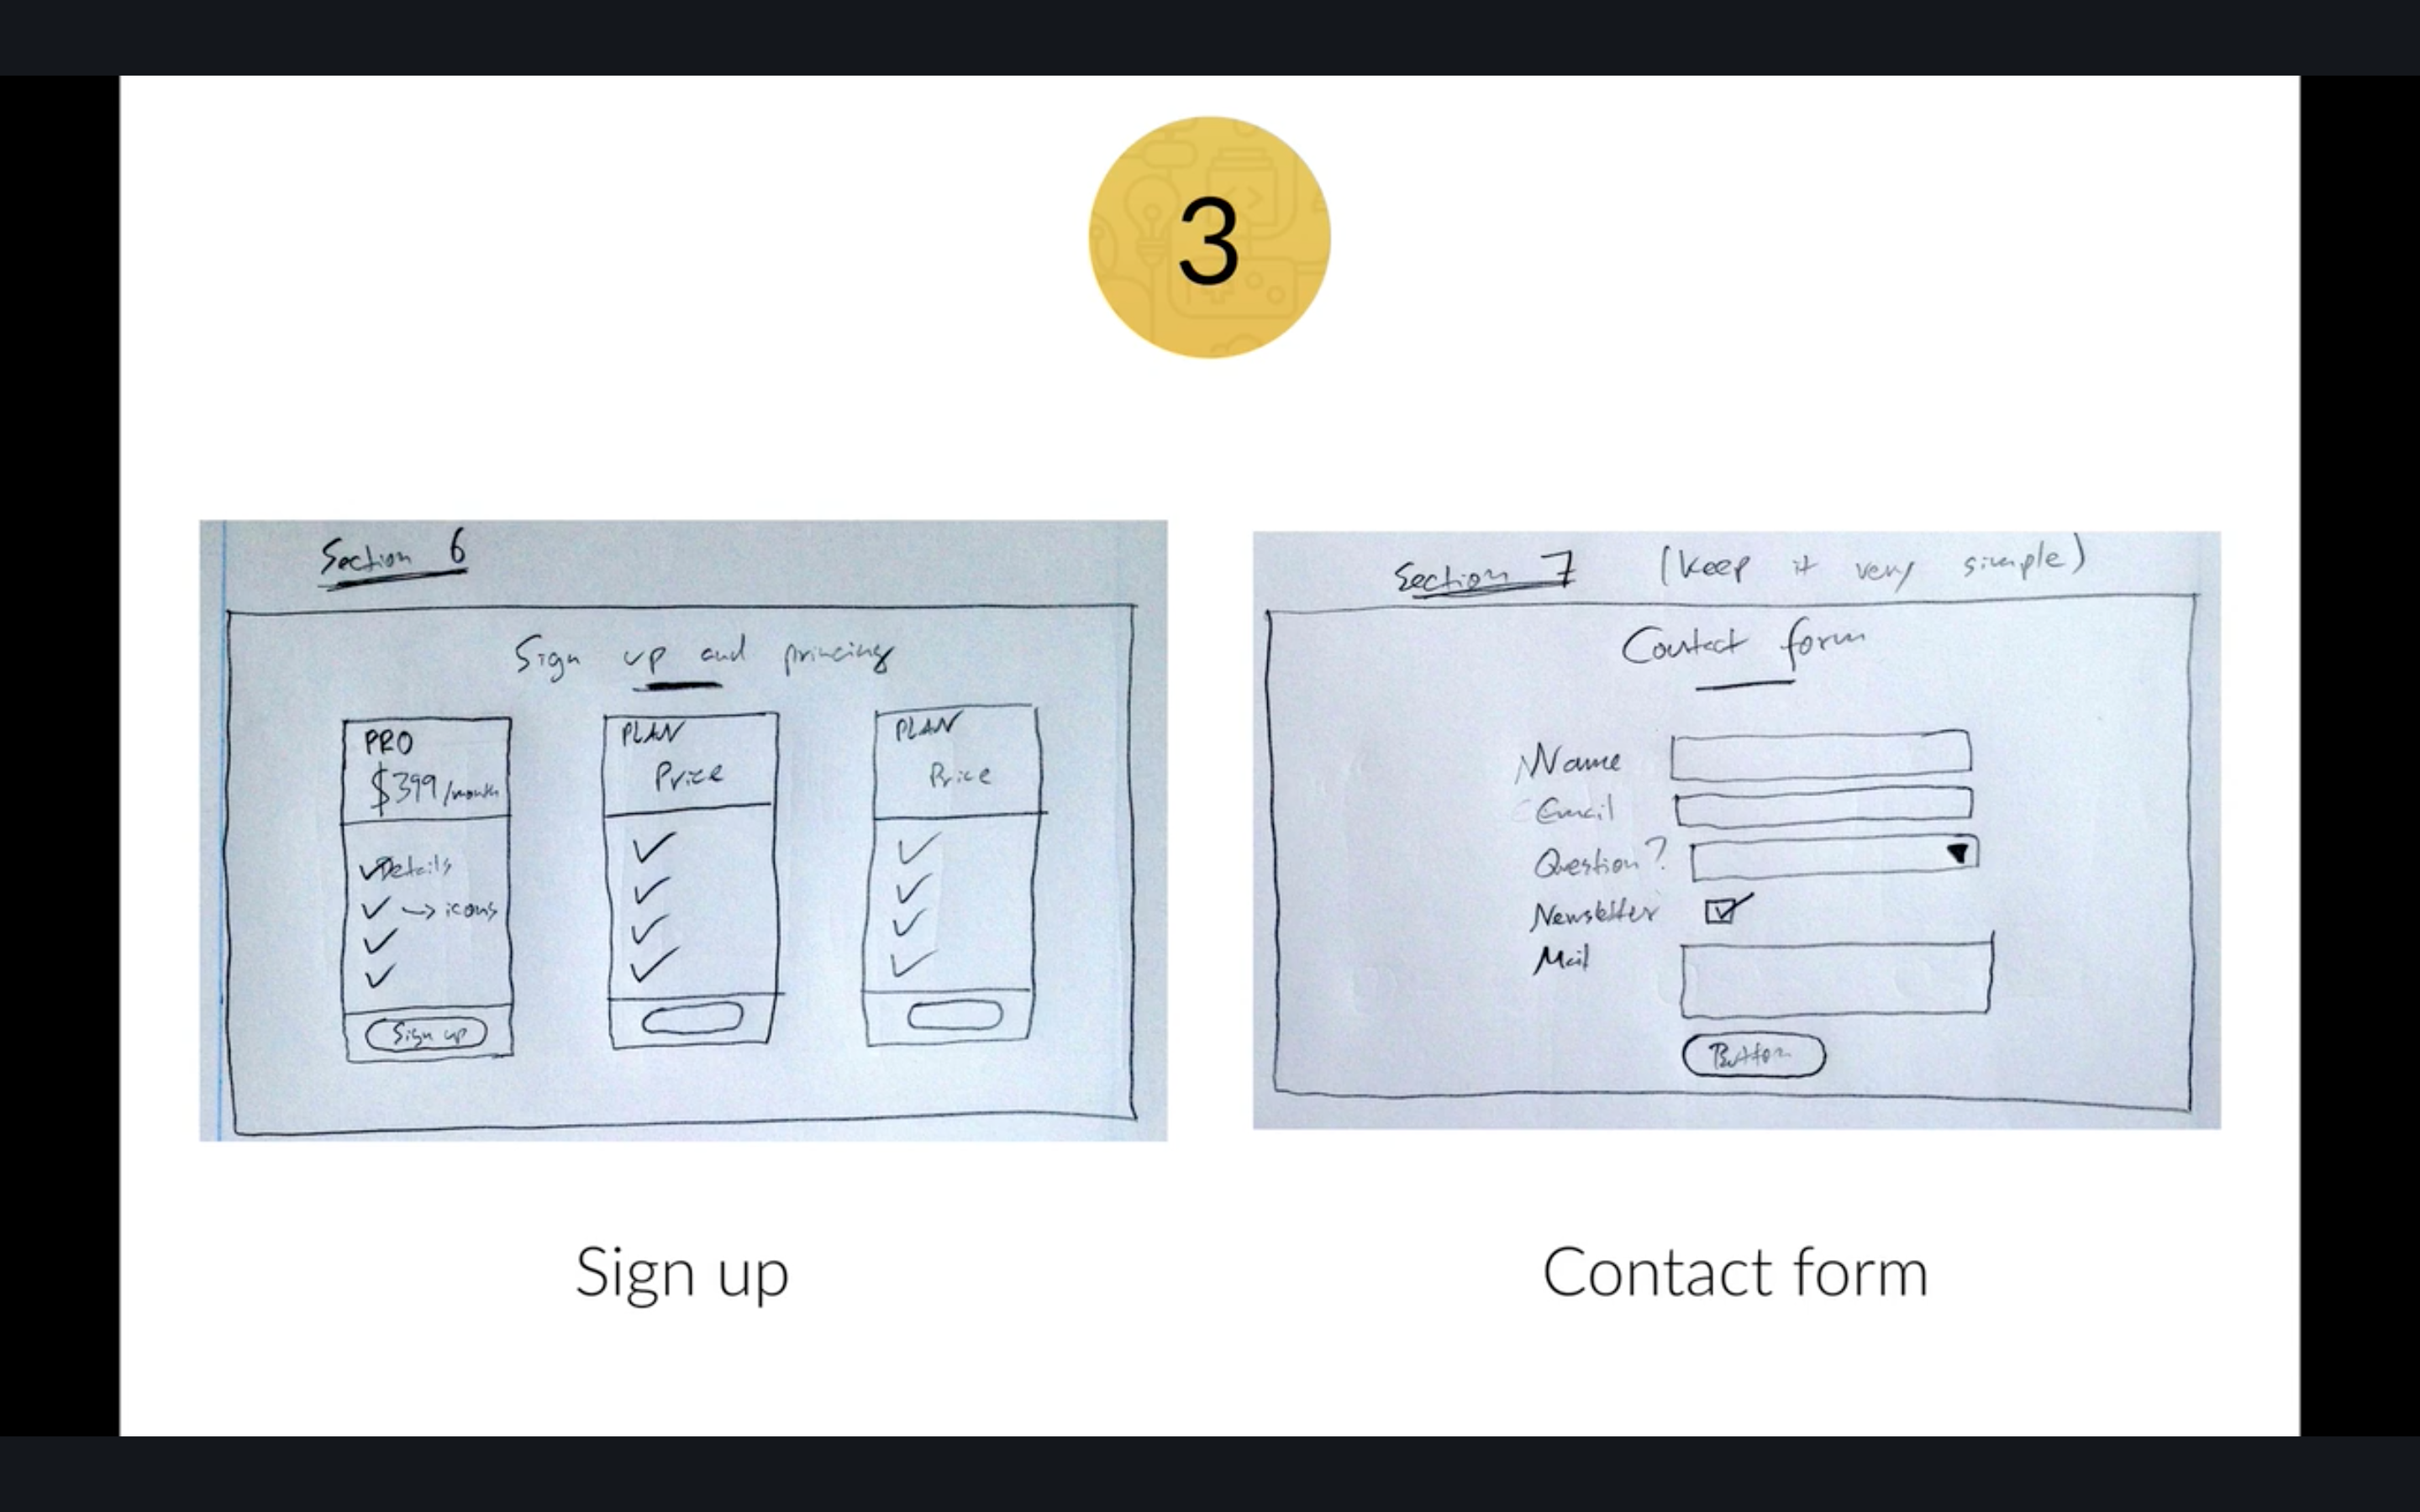 3
Section 6
Sign up and princing
PRO
$399/month
Details
→ icons
Sign up
PLAN
Price
PLAN
Price
Section 7 (keep it very simple)
Contact form
Name
Email
Question?
Newsletter
Mail
Button
Sign up
Contact form